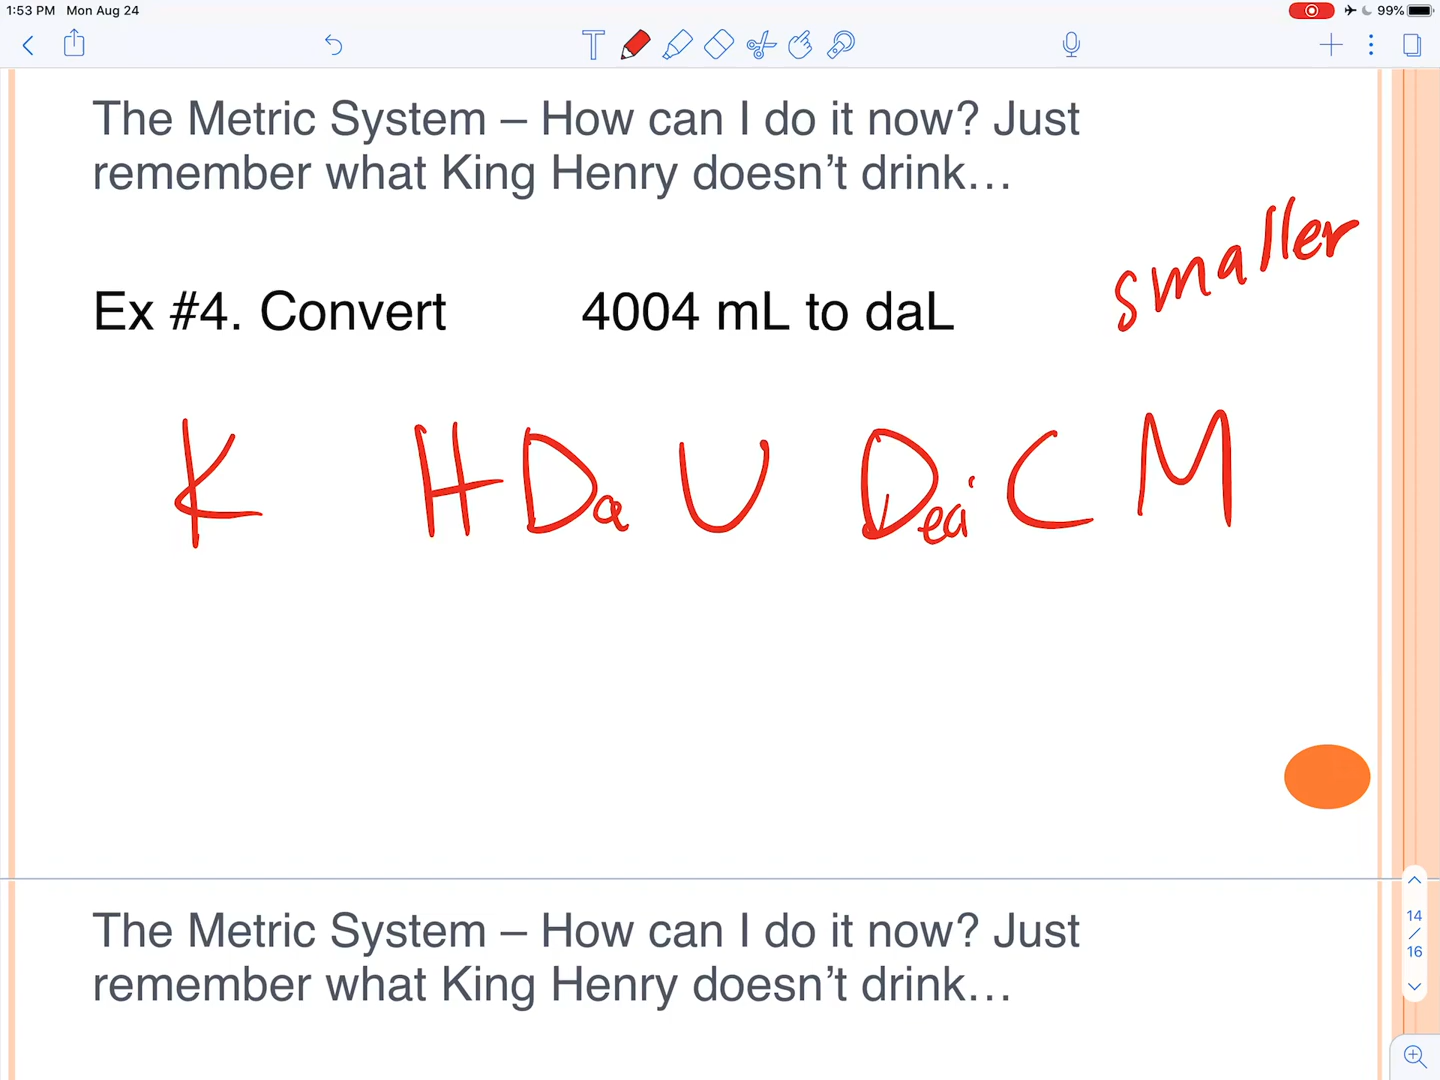 1:53 PM Mon Aug 24
99%
T
The Metric System – How can I do it now? Just
remember what King Henry doesn’t drink…
smaller
Ex #4. Convert 4004 mL to daL
K H Da U Deci C M
The Metric System – How can I do it now? Just
remember what King Henry doesn’t drink…
14
/
16